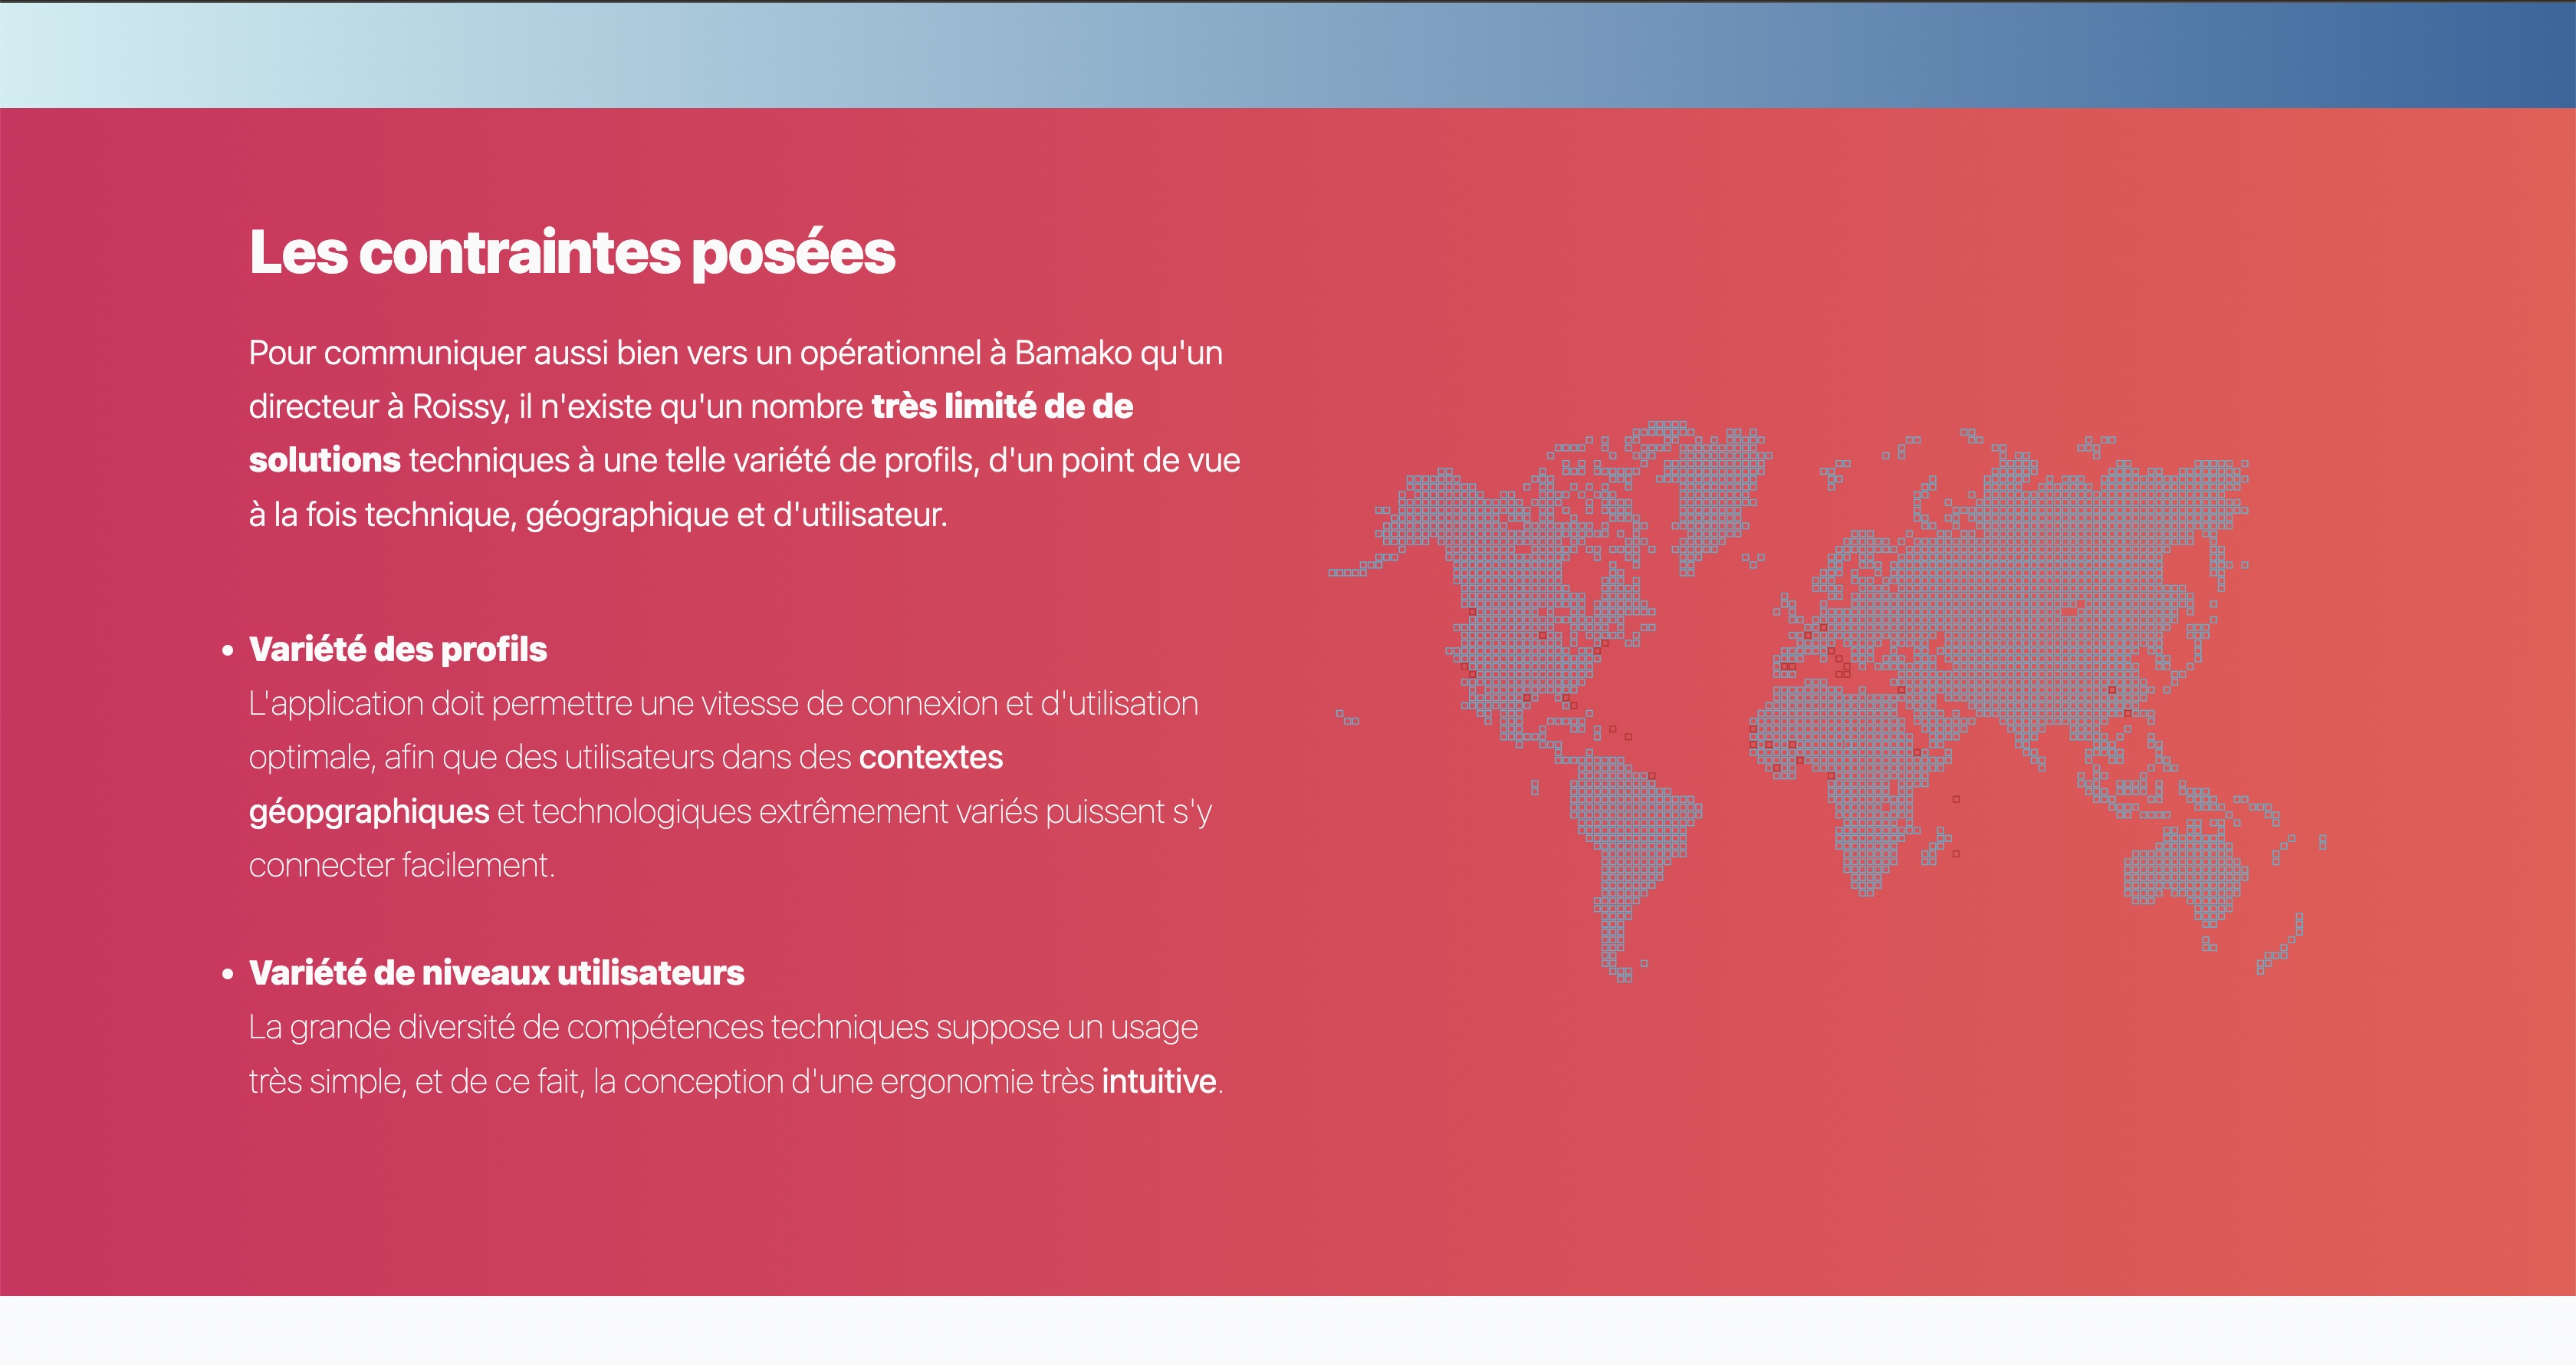 Les contraintes posées
Pour communiquer aussi bien vers un opérationnel à Bamako qu'un
directeur à Roissy, il n'existe qu'un nombre très limité de de
solutions techniques à une telle variété de profils, d'un point de vue
à la fois technique, géographique et d'utilisateur.
• Variété des profils
L'application doit permettre une vitesse de connexion et d'utilisation
optimale, afin que des utilisateurs dans des contextes
géopgraphiques et technologiques extrêmement variés puissent s'y
connecter facilement.
• Variété de niveaux utilisateurs
La grande diversité de compétences techniques suppose un usage
très simple, et de ce fait, la conception d'une ergonomie très intuitive.